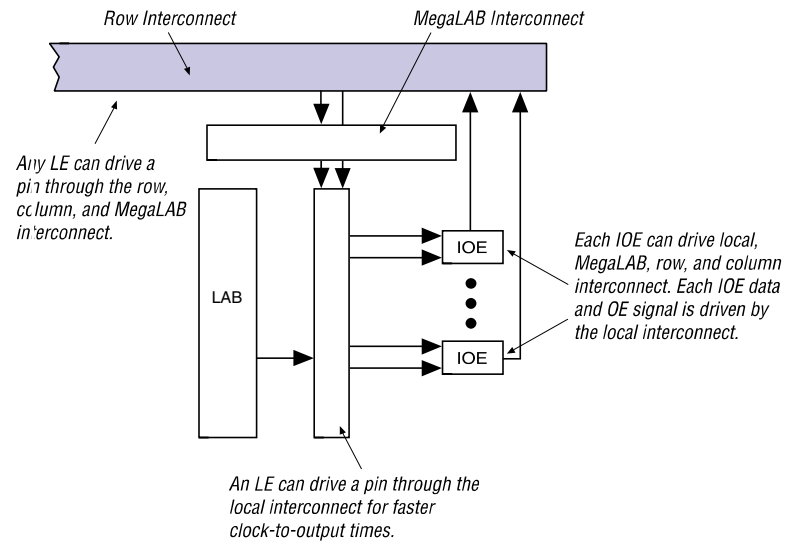 Row Interconnect
MegaLAB Interconnect
Any LE can drive a
pin through the row,
column, and MegaLAB
interconnect.
LAB
IOE
IOE
Each IOE can drive local,
MegaLAB, row, and column
interconnect. Each IOE data
and OE signal is driven by
the local interconnect.
An LE can drive a pin through the
local interconnect for faster
clock-to-output times.